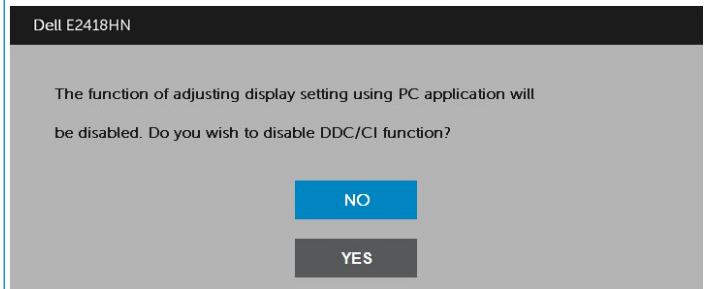 Dell E2418HN
The function of adjusting display setting using PC application will
be disabled. Do you wish to disable DDC/CI function?
NO
YES